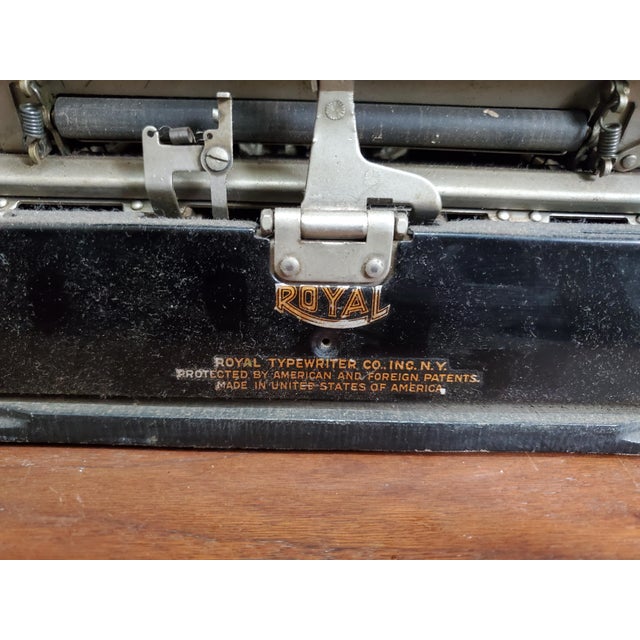 ROYAL
ROYAL TYPEWRITER CO., INC. N.Y.
PROTECTED BY AMERICAN AND FOREIGN PATENTS
MADE IN UNITED STATES OF AMERICA